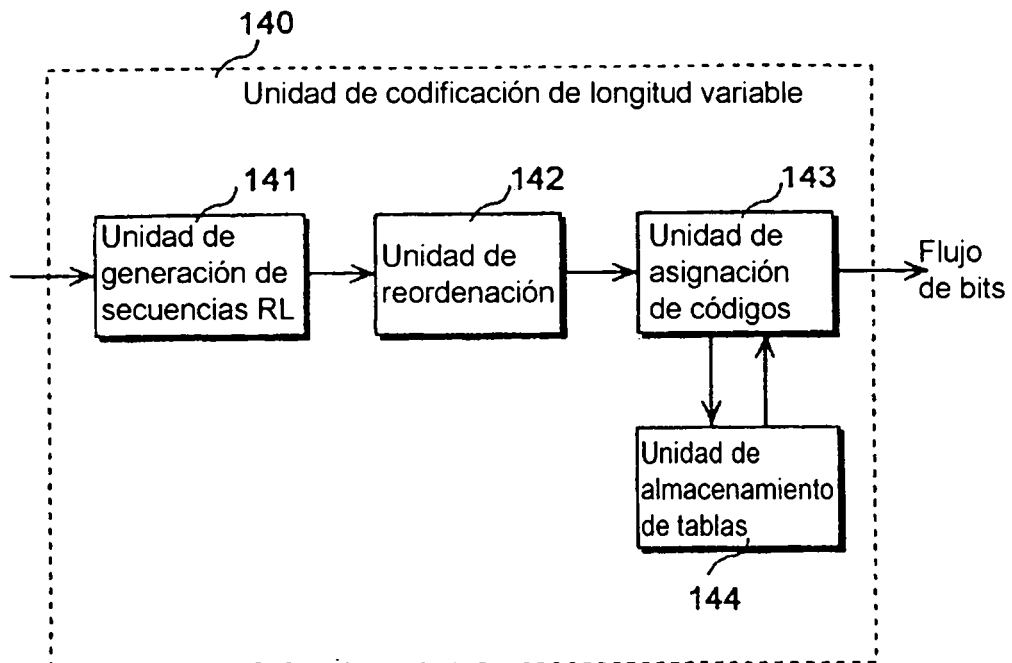 140
Unidad de codificación de longitud variable
141
142
143
Unidad de
generación de
secuencias RL
Unidad de
reordenación
Unidad de
asignación
de códigos
Flujo
de bits
Unidad de
almacenamiento
de tablas
144